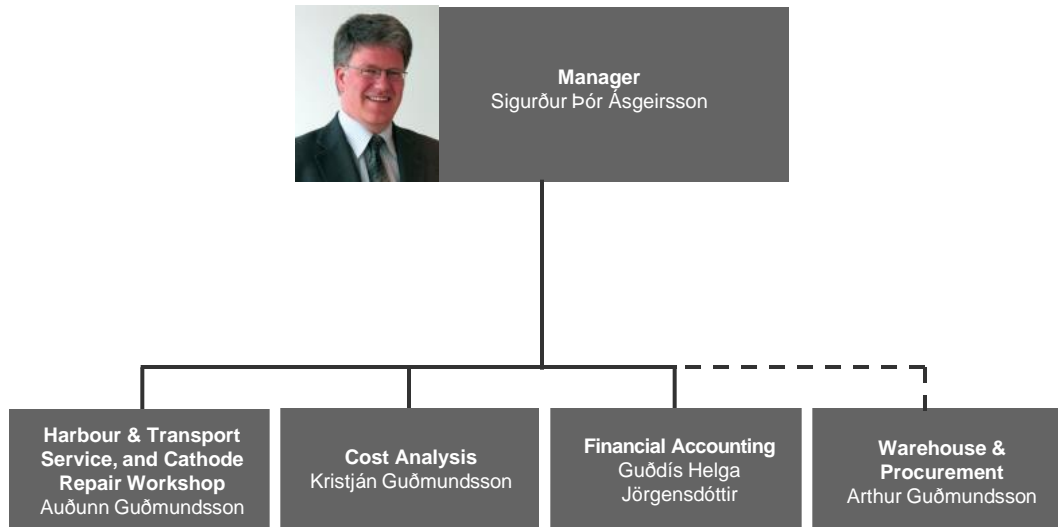 Manager
Sigurður Þór Ásgeirsson
Harbour & Transport
Service, and Cathode
Repair Workshop
Auðunn Guðmundsson
Cost Analysis
Kristján Guðmundsson
Financial Accounting
Guðdís Helga
Jörgensdóttir
Warehouse &
Procurement
Arthur Guðmundsson